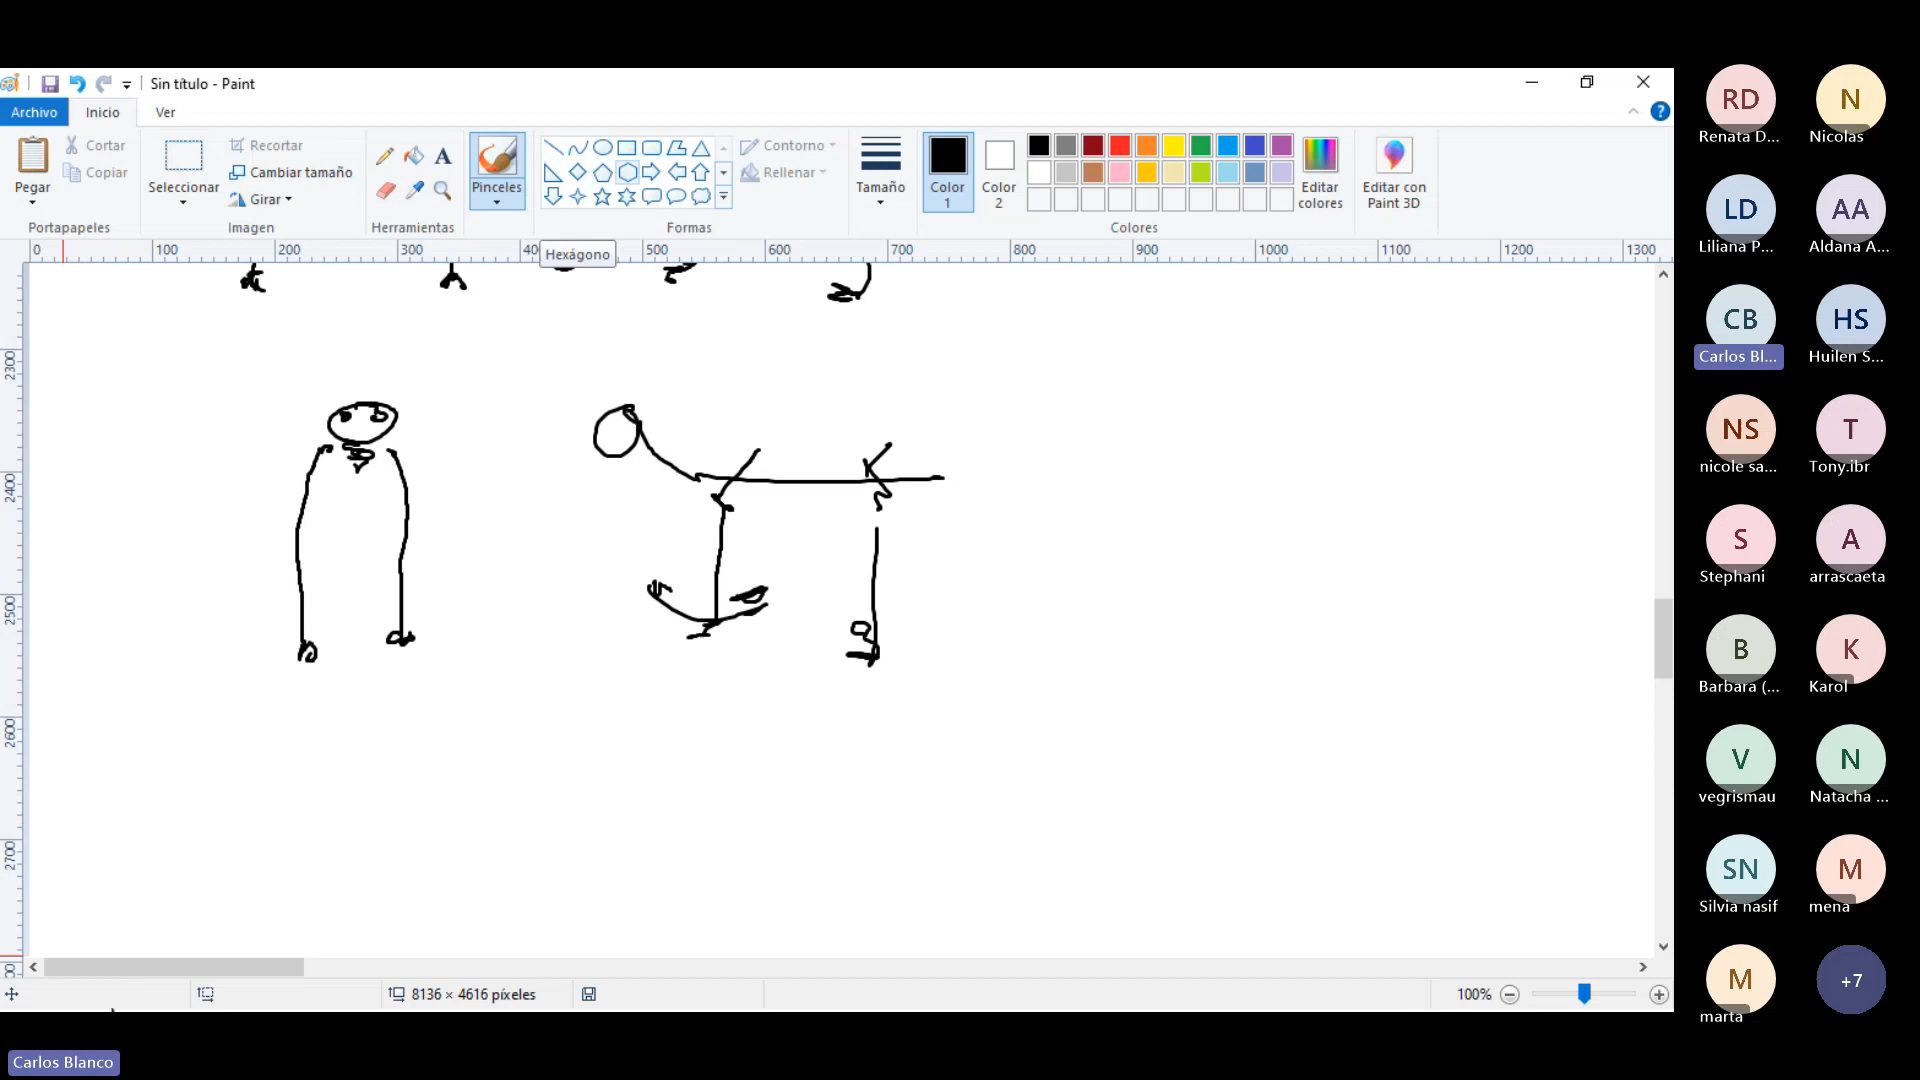 Sin título - Paint
Archivo Inicio Ver
Pegar
Cortar
Copiar
Portapapeles
Seleccionar
Recortar
Cambiar tamaño
Girar
Imagen
A
Herramientas
Pinceles
Contorno
Rellenar
Formas
Tamaño
Color 1
Color 2
Editar colores
Colores
Editar con Paint 3D
Hexágono
0 100 200 300 500 600 700 800 900 1000 1100 1200 1300
2300
2400
2500
2600
2700
8136 × 4616 píxeles
100%
RD
Renata D...
N
Nicolas
LD
Liliana P...
AA
Aldana A...
CB
Carlos Bl...
HS
Huilen S...
NS
nicole sa...
T
Tony.ibr
S
Stephani
A
arrascaeta
B
Barbara (...
K
Karol
V
vegrismau
N
Natacha ...
SN
Silvia nasif
M
mena
M
marta
+7
Carlos Blanco